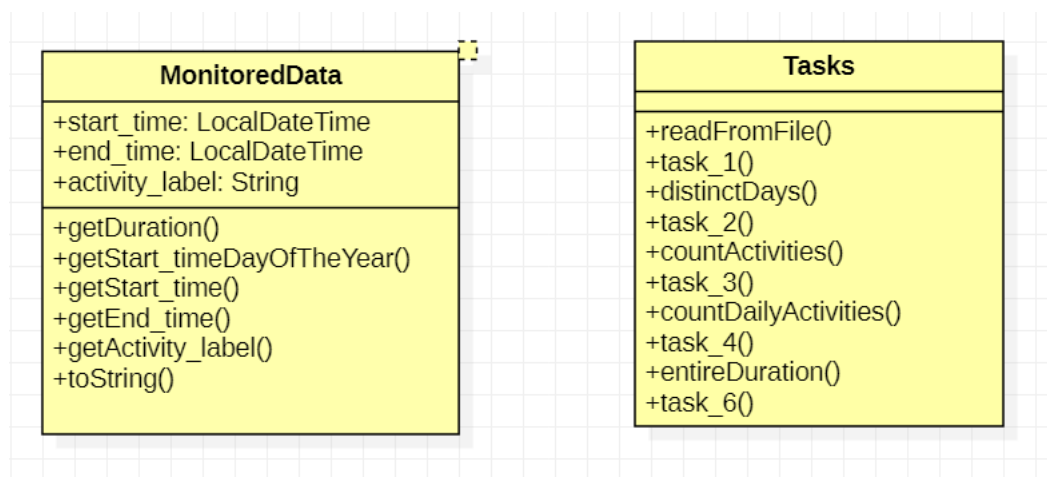 MonitoredData
+start_time: LocalDateTime
+end_time: LocalDateTime
+activity_label: String
+getDuration()
+getStart_timeDayOfTheYear()
+getStart_time()
+getEnd_time()
+getActivity_label()
+toString()
Tasks
+readFromFile()
+task_1()
+distinctDays()
+task_2()
+countActivities()
+task_3()
+countDailyActivities()
+task_4()
+entireDuration()
+task_6()